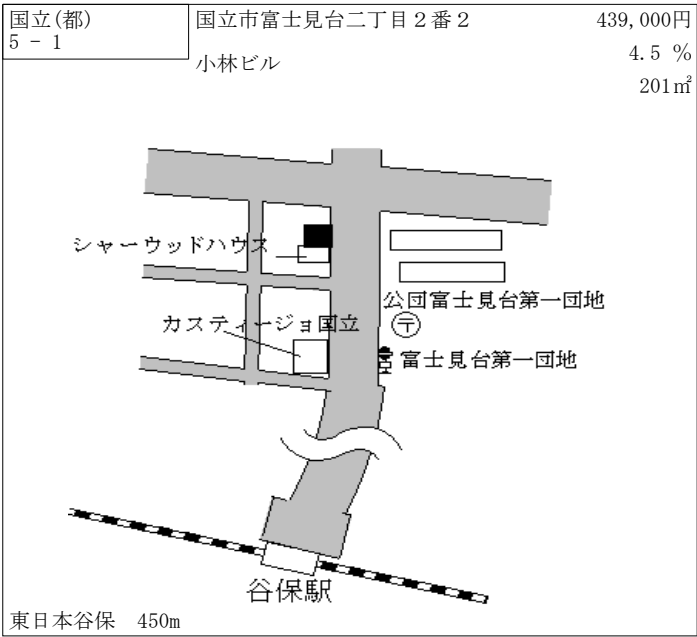 国立(都)
5 - 1
国立市富士見台二丁目２番２
439,000円
小林ビル
4.5 %
201㎡
シャーウッドハウス
公団富士見台第一団地
カスティージョ国立
〒
富士見台第一団地
谷保駅
東日本谷保 450m